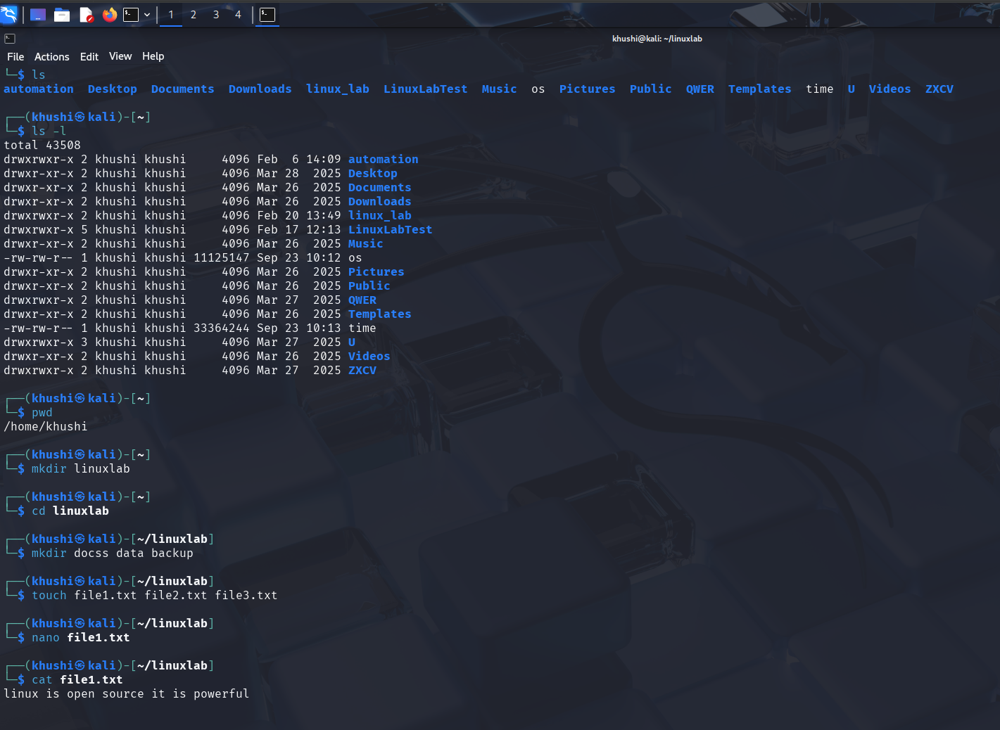 1 2 3 4
khushi@kali: ~/linuxlab
File Actions Edit View Help
└─$ ls
automation Desktop Documents Downloads linux_lab LinuxLabTest Music os Pictures Public QWER Templates time U Videos ZXCV
┌──(khushi㉿kali)-[~]
└─$ ls -l
total 43508
drwxrwxr-x 2 khushi khushi     4096 Feb  6 14:09 automation
drwxr-xr-x 2 khushi khushi     4096 Mar 28  2025 Desktop
drwxr-xr-x 2 khushi khushi     4096 Mar 26  2025 Documents
drwxr-xr-x 2 khushi khushi     4096 Mar 26  2025 Downloads
drwxrwxr-x 2 khushi khushi     4096 Feb 20 13:49 linux_lab
drwxrwxr-x 5 khushi khushi     4096 Feb 17 12:13 LinuxLabTest
drwxr-xr-x 2 khushi khushi     4096 Mar 26  2025 Music
-rw-rw-r-- 1 khushi khushi 11125147 Sep 23 10:12 os
drwxr-xr-x 2 khushi khushi     4096 Mar 26  2025 Pictures
drwxr-xr-x 2 khushi khushi     4096 Mar 26  2025 Public
drwxrwxr-x 2 khushi khushi     4096 Mar 27  2025 QWER
drwxr-xr-x 2 khushi khushi     4096 Mar 26  2025 Templates
-rw-rw-r-- 1 khushi khushi 33364244 Sep 23 10:13 time
drwxrwxr-x 3 khushi khushi     4096 Mar 27  2025 U
drwxr-xr-x 2 khushi khushi     4096 Mar 26  2025 Videos
drwxrwxr-x 2 khushi khushi     4096 Mar 27  2025 ZXCV
┌──(khushi㉿kali)-[~]
└─$ pwd
/home/khushi
┌──(khushi㉿kali)-[~]
└─$ mkdir linuxlab
┌──(khushi㉿kali)-[~]
└─$ cd linuxlab
┌──(khushi㉿kali)-[~/linuxlab]
└─$ mkdir docss data backup
┌──(khushi㉿kali)-[~/linuxlab]
└─$ touch file1.txt file2.txt file3.txt
┌──(khushi㉿kali)-[~/linuxlab]
└─$ nano file1.txt
┌──(khushi㉿kali)-[~/linuxlab]
└─$ cat file1.txt
linux is open source it is powerful